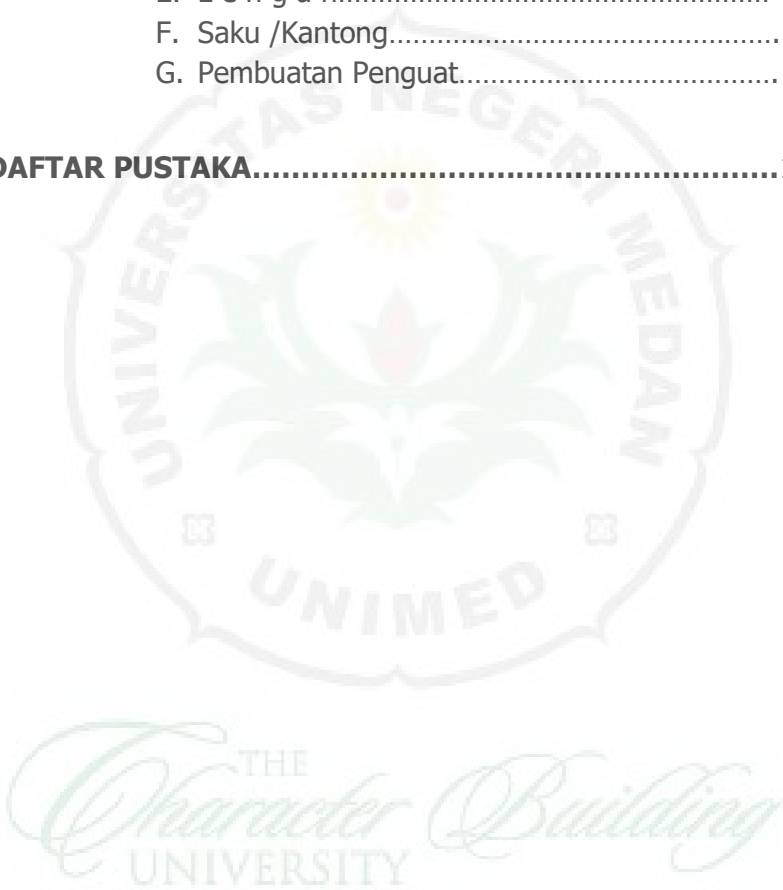 F. Saku /Kantong……………………………………….
G. Pembuatan Penguat………………………………….
DAFTAR PUSTAKA……………………………………………
UNIVERSITAS NEGERI MEDAN
UNIMED
THE
Character Building
UNIVERSITY